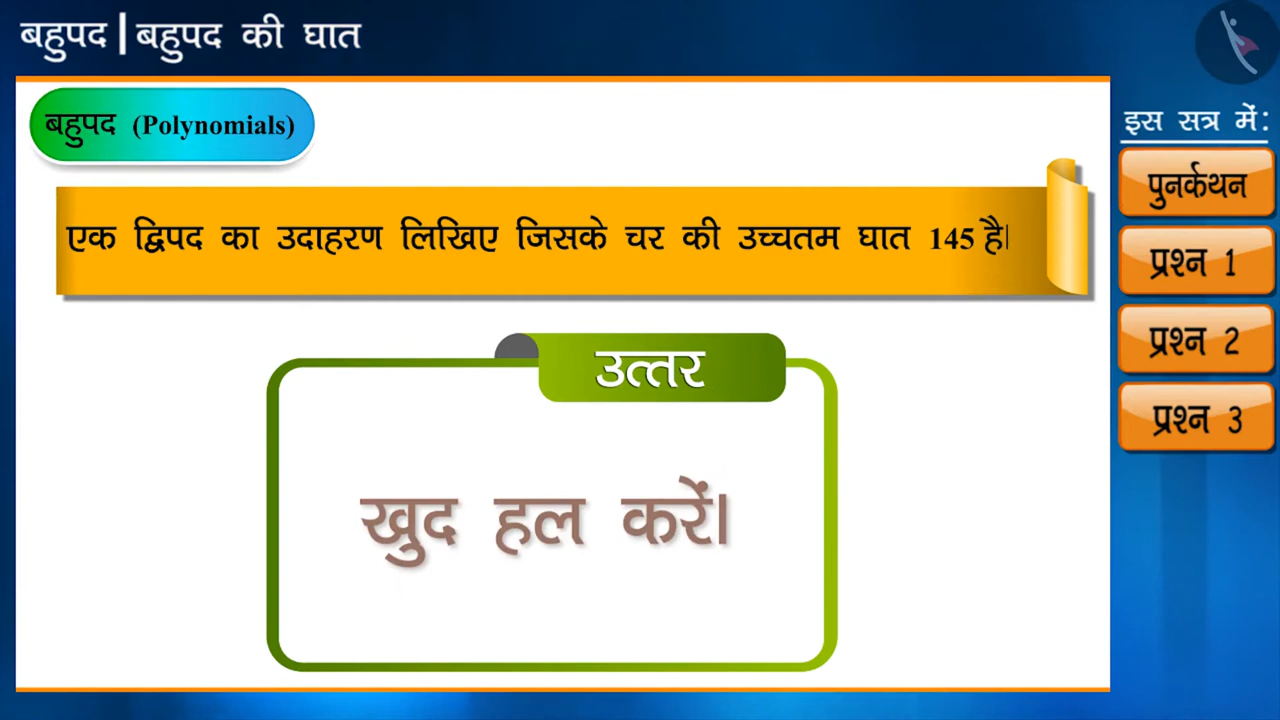 बहुपद|बहुपद की घात
बहुपद (Polynomials)
एक द्विपद का उदाहरण लिखिए जिसके चर की उच्चतम घात 145 है।
उत्तर
खुद हल करें।
इस सत्र में:
पुनर्कथन
प्रश्न 1
प्रश्न 2
प्रश्न 3